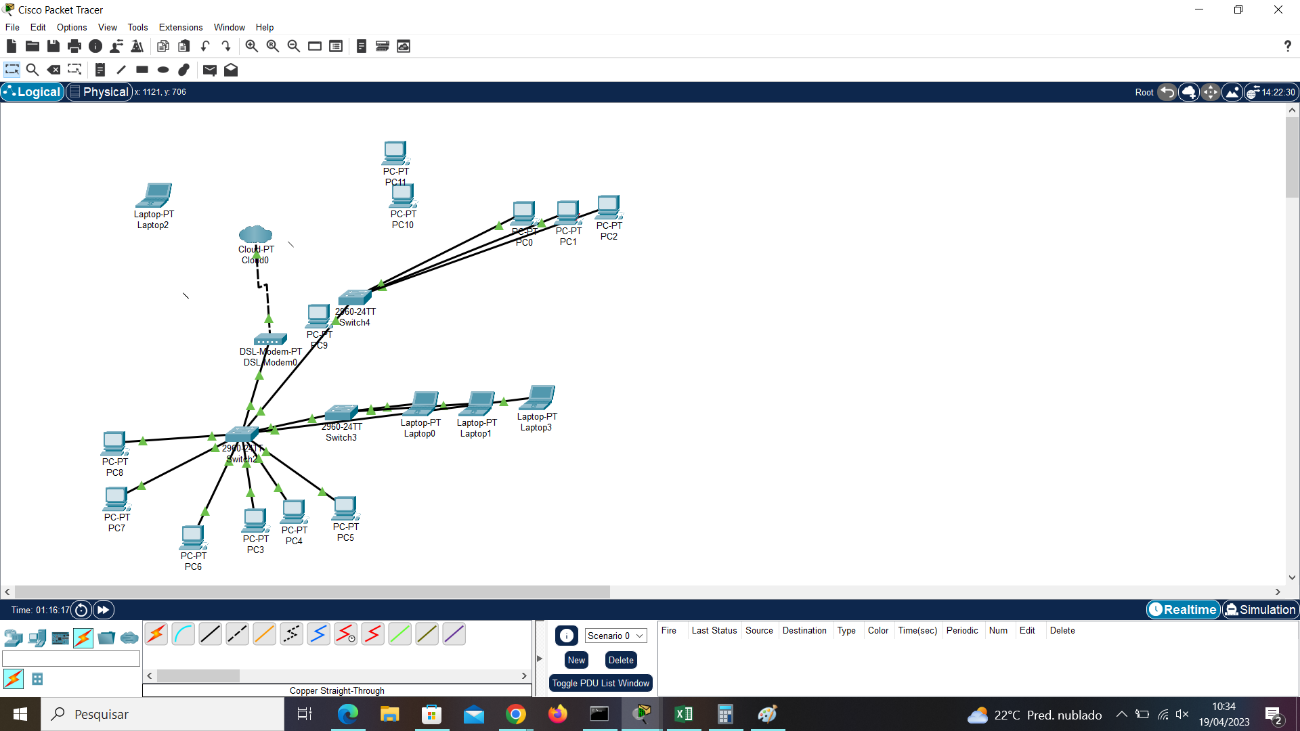 Cisco Packet Tracer
File Edit Options View Tools Extensions Window Help
?
Logical Physical x: 1121, y: 706 Root 14:22:30
PC-PT
PC11
Laptop-PT
Laptop2
PC-PT
PC10
PC-PT
PC0
PC-PT
PC1
PC-PT
PC2
Cloud-PT
Cloud0
2960-24TT
Switch4
PC-PT
PC9
DSL-Modem-PT
DSL Modem0
2960-24TT
Switch3
Laptop-PT
Laptop0
Laptop-PT
Laptop1
Laptop-PT
Laptop3
2960-24TT
Switch2
PC-PT
PC8
PC-PT
PC7
PC-PT
PC6
PC-PT
PC3
PC-PT
PC4
PC-PT
PC5
Time: 01:16:17 Realtime Simulation
Scenario 0
New Delete
Toggle PDU List Window
Fire Last Status Source Destination Type Color Time(sec) Periodic Num Edit Delete
Copper Straight-Through
Pesquisar
22°C Pred. nublado
10:34
19/04/2023
2